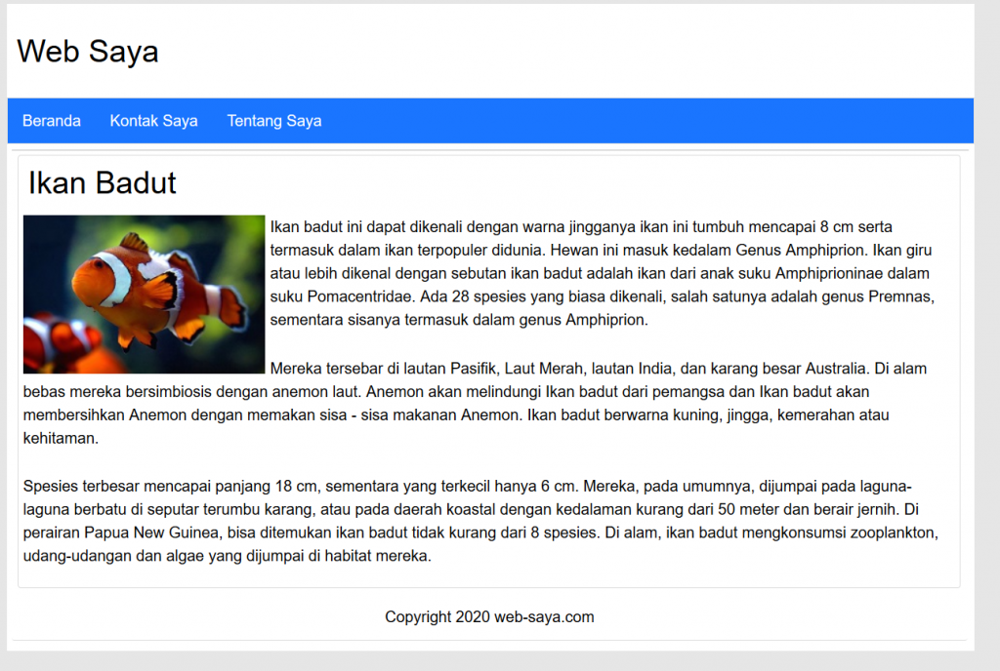 Web Saya
Beranda Kontak Saya Tentang Saya
Ikan Badut
Ikan badut ini dapat dikenali dengan warna jingganya ikan ini tumbuh mencapai 8 cm serta
termasuk dalam ikan terpopuler didunia. Hewan ini masuk kedalam Genus Amphiprion. Ikan giru
atau lebih dikenal dengan sebutan ikan badut adalah ikan dari anak suku Amphiprioninae dalam
suku Pomacentridae. Ada 28 spesies yang biasa dikenali, salah satunya adalah genus Premnas,
sementara sisanya termasuk dalam genus Amphiprion.
Mereka tersebar di lautan Pasifik, Laut Merah, lautan India, dan karang besar Australia. Di alam
bebas mereka bersimbiosis dengan anemon laut. Anemon akan melindungi Ikan badut dari pemangsa dan Ikan badut akan
membersihkan Anemon dengan memakan sisa - sisa makanan Anemon. Ikan badut berwarna kuning, jingga, kemerahan atau
kehitaman.
Spesies terbesar mencapai panjang 18 cm, sementara yang terkecil hanya 6 cm. Mereka, pada umumnya, dijumpai pada laguna-
laguna berbatu di seputar terumbu karang, atau pada daerah koastal dengan kedalaman kurang dari 50 meter dan berair jernih. Di
perairan Papua New Guinea, bisa ditemukan ikan badut tidak kurang dari 8 spesies. Di alam, ikan badut mengkonsumsi zooplankton,
udang-udangan dan algae yang dijumpai di habitat mereka.
Copyright 2020 web-saya.com